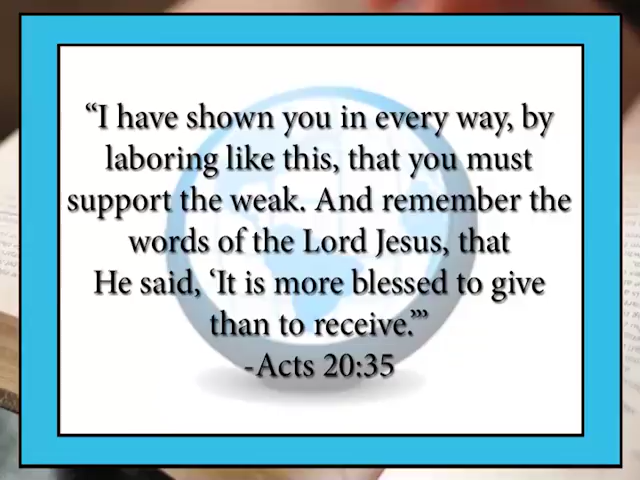 “I have shown you in every way, by
laboring like this, that you must
support the weak. And remember the
words of the Lord Jesus, that
He said, ‘It is more blessed to give
than to receive.’”
-Acts 20:35